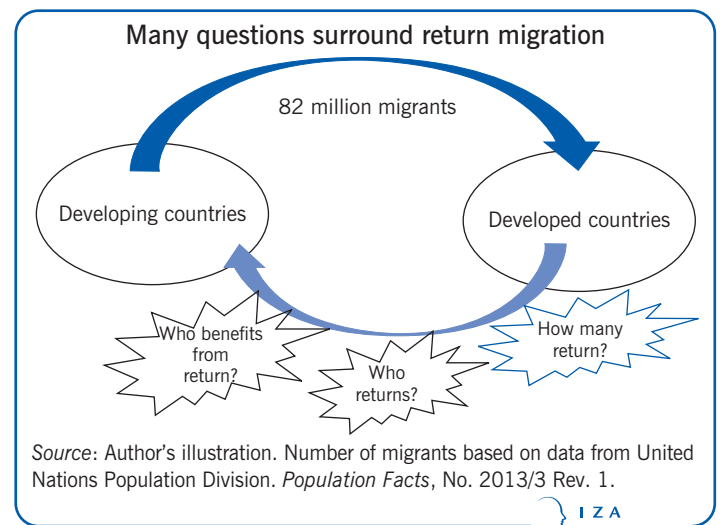 Many questions surround return migration
82 million migrants
Developing countries
Developed countries
Who benefits
from
return?
Who
returns?
How many
return?
Source: Author’s illustration. Number of migrants based on data from United
Nations Population Division. Population Facts, No. 2013/3 Rev. 1.
I Z A